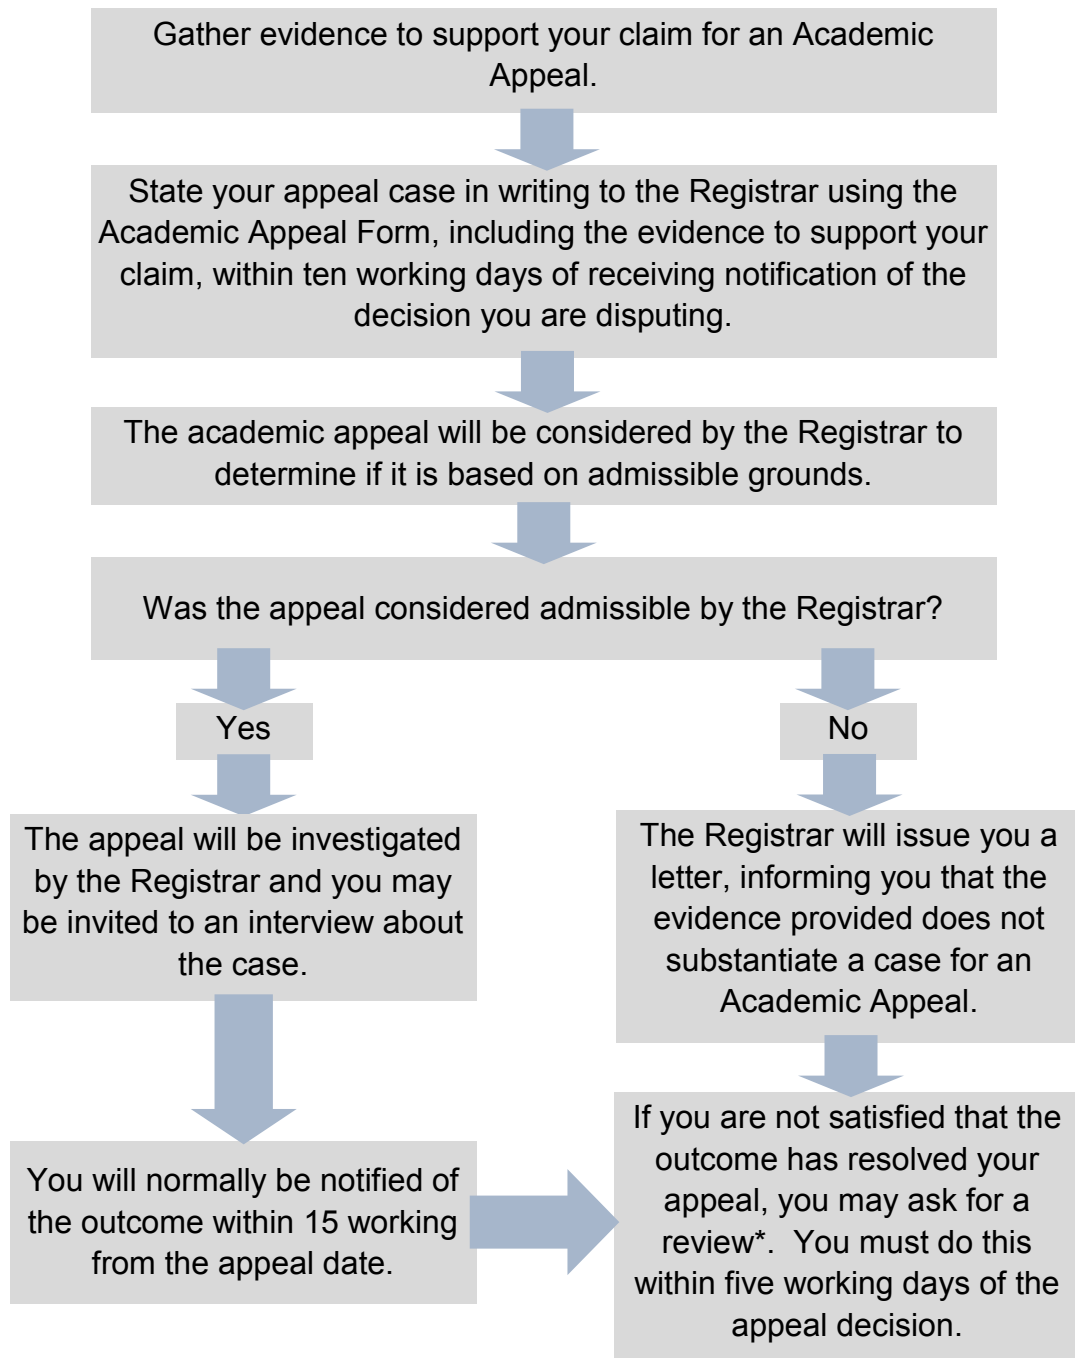 Gather evidence to support your claim for an Academic
Appeal.
State your appeal case in writing to the Registrar using the
Academic Appeal Form, including the evidence to support your
claim, within ten working days of receiving notification of the
decision you are disputing.
The academic appeal will be considered by the Registrar to
determine if it is based on admissible grounds.
Was the appeal considered admissible by the Registrar?
Yes
No
The appeal will be investigated
by the Registrar and you may
be invited to an interview about
the case.
The Registrar will issue you a
letter, informing you that the
evidence provided does not
substantiate a case for an
Academic Appeal.
You will normally be notified of
the outcome within 15 working
from the appeal date.
If you are not satisfied that the
outcome has resolved your
appeal, you may ask for a
review*.  You must do this
within five working days of the
appeal decision.